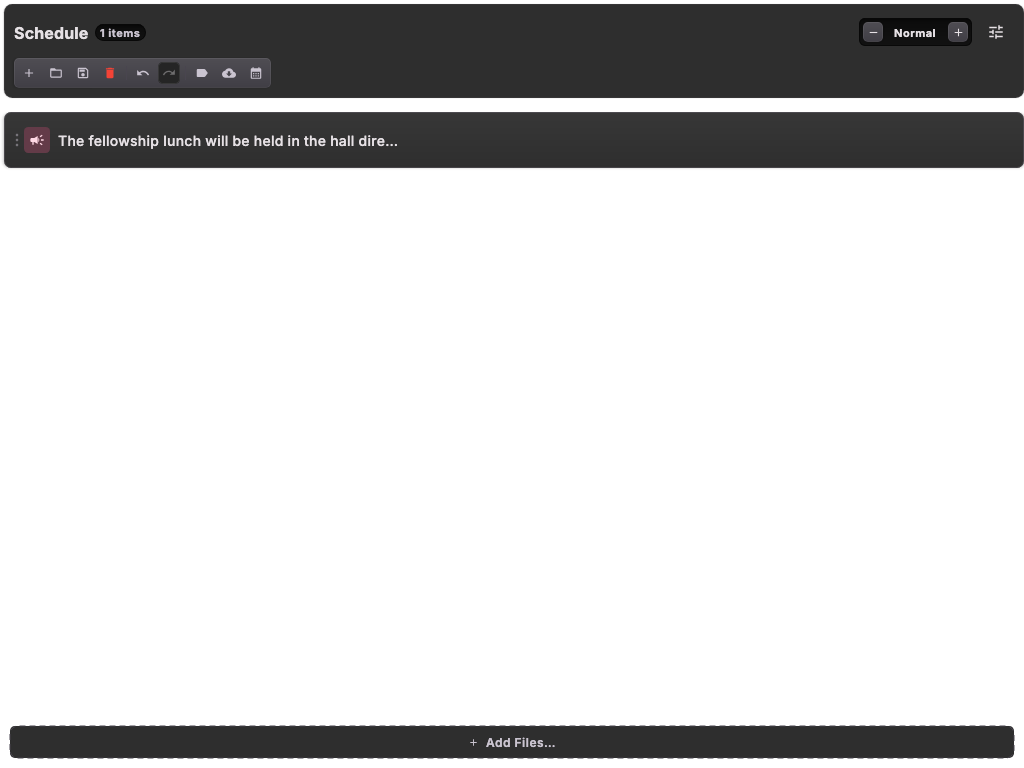 Schedule
1 items
Normal
The fellowship lunch will be held in the hall dire...
Add Files...